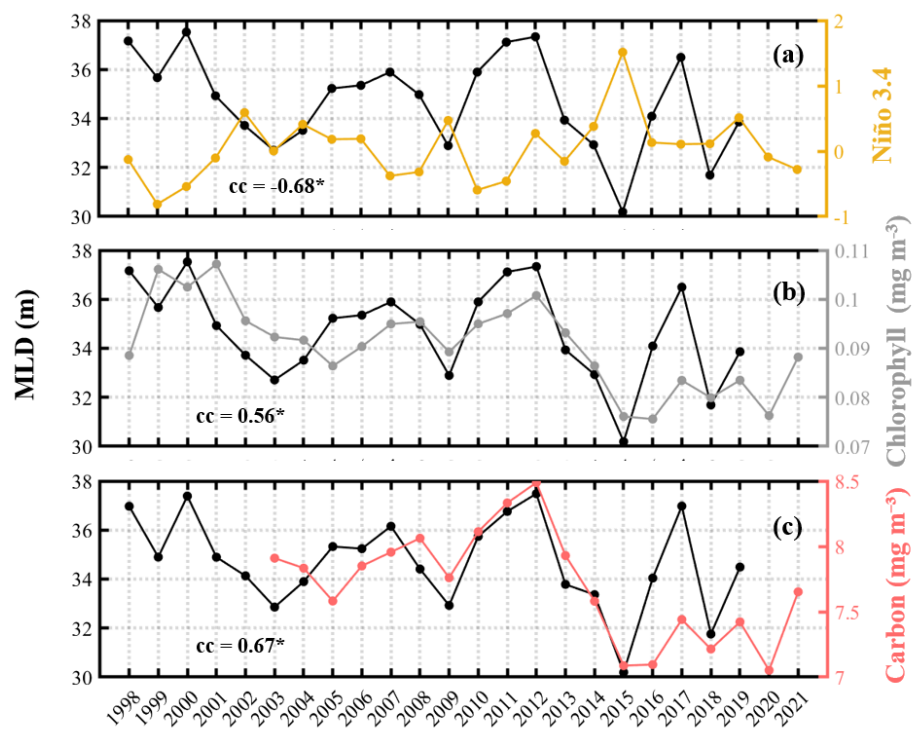 38
36
34
32
30
2
1
0
-1
(a)
cc = -0.68*
Niño 3.4
38
36
34
32
30
0.11
0.1
0.09
0.08
0.07
(b)
cc = 0.56*
MLD (m)
Chlorophyll (mg m⁻³)
38
36
34
32
30
8.5
8
7.5
7
(c)
cc = 0.67*
Carbon (mg m⁻³)
1998 1999 2000 2001 2002 2003 2004 2005 2006 2007 2008 2009 2010 2011 2012 2013 2014 2015 2016 2017 2018 2019 2020 2021